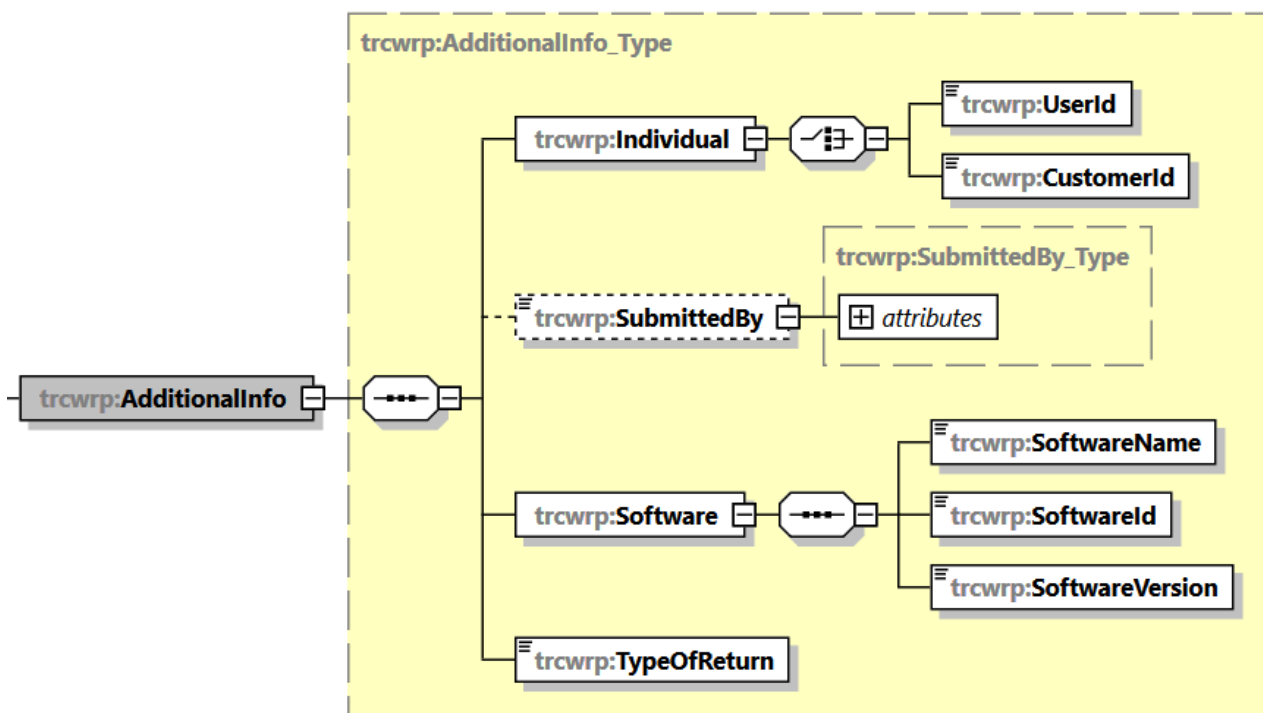 trcwrp:AdditionalInfo_Type
trcwrp:UserId
trcwrp:Individual
trcwrp:CustomerId
trcwrp:SubmittedBy_Type
trcwrp:SubmittedBy
attributes
trcwrp:AdditionalInfo
trcwrp:SoftwareName
trcwrp:Software
trcwrp:SoftwareId
trcwrp:SoftwareVersion
trcwrp:TypeOfReturn